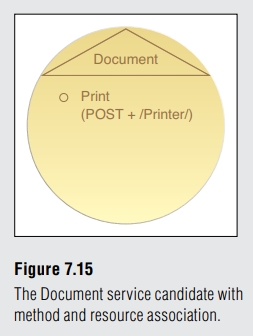 Document
Print
(POST + /Printer/)
Figure 7.15
The Document service candidate with
method and resource association.